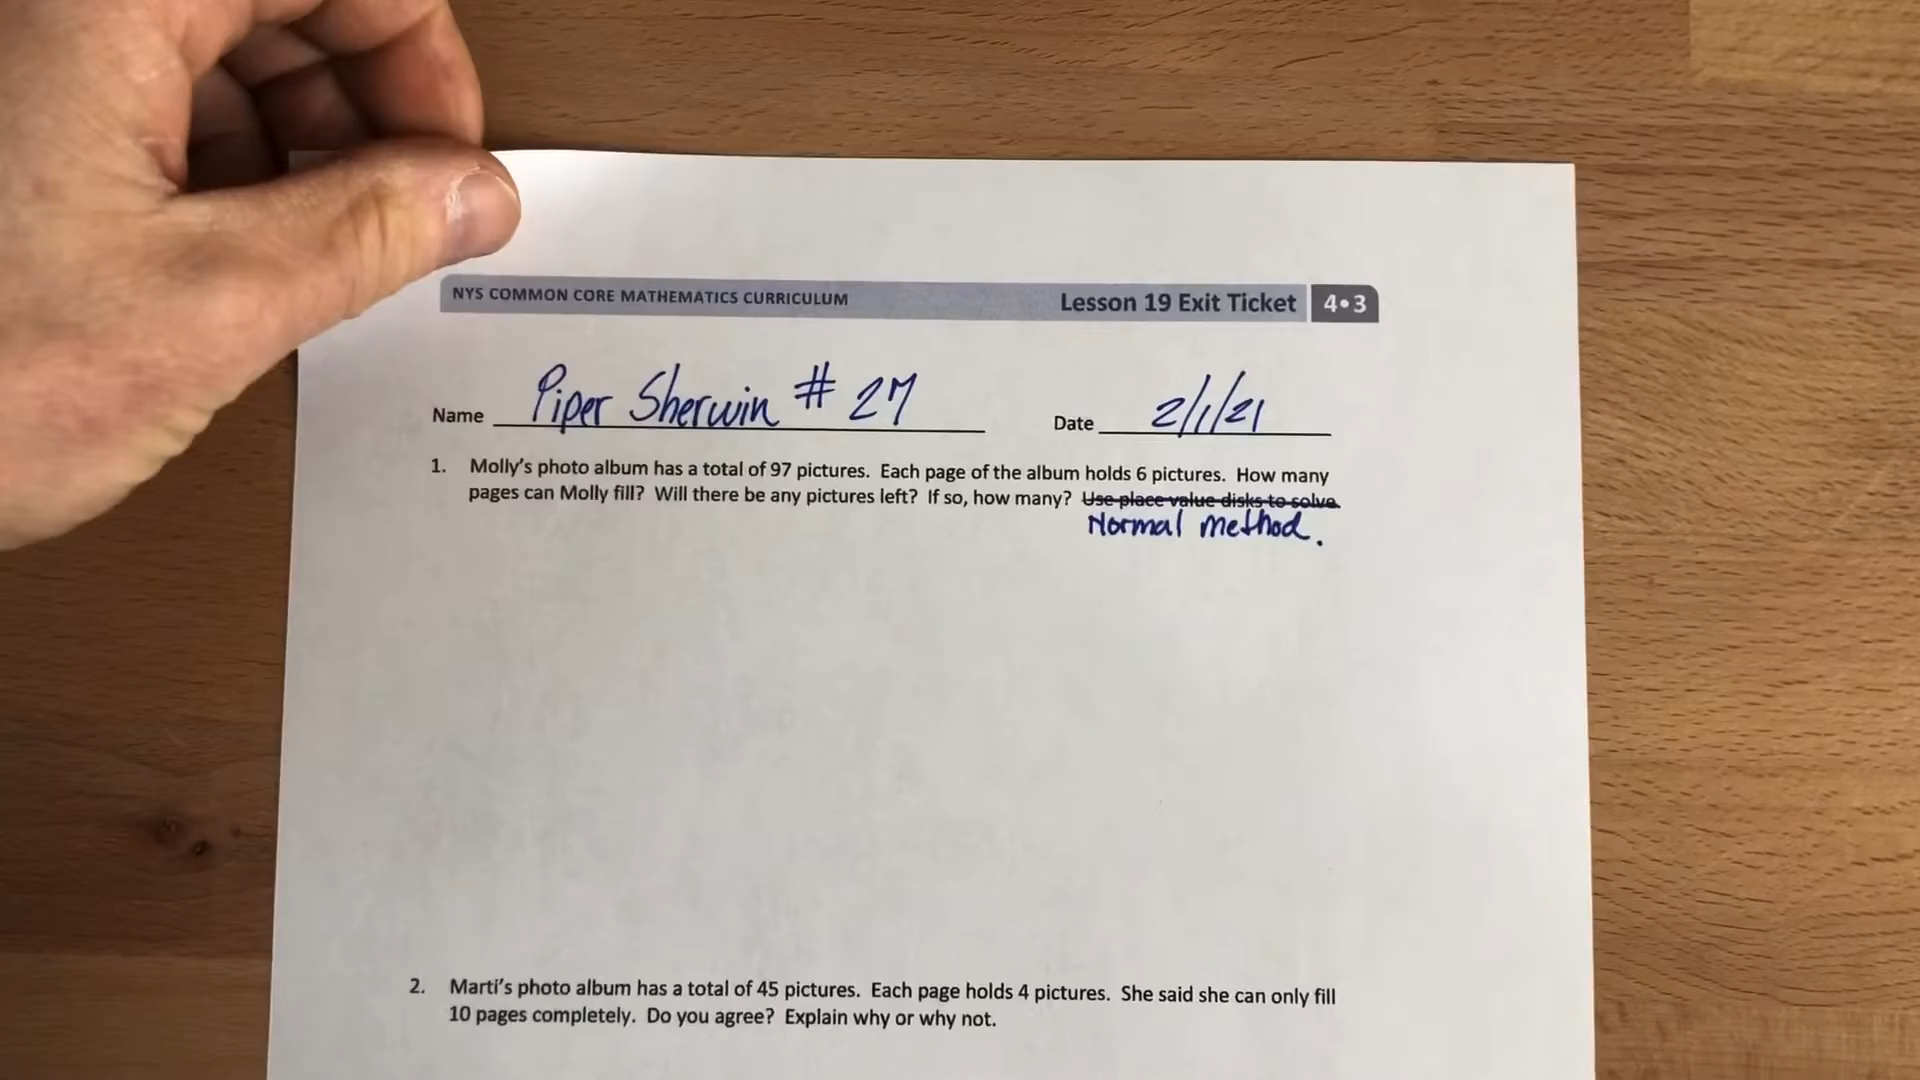 NYS COMMON CORE MATHEMATICS CURRICULUM Lesson 19 Exit Ticket 4•3
Name Piper Sherwin # 27 Date 2/1/21
1. Molly's photo album has a total of 97 pictures. Each page of the album holds 6 pictures. How many
pages can Molly fill? Will there be any pictures left? If so, how many? Use place value disks to solve.
Normal method.
2. Marti's photo album has a total of 45 pictures. Each page holds 4 pictures. She said she can only fill
10 pages completely. Do you agree? Explain why or why not.